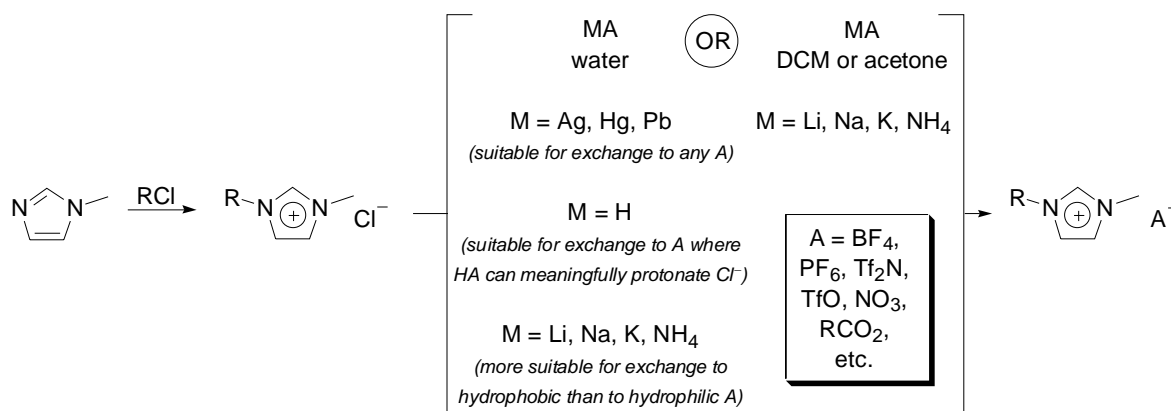 MA
water
OR
MA
DCM or acetone
M = Ag, Hg, Pb
(suitable for exchange to any A)
M = Li, Na, K, NH₄
N
N
RCl
R
N
N
+
Cl⁻
M = H
(suitable for exchange to A where
HA can meaningfully protonate Cl⁻)
M = Li, Na, K, NH₄
(more suitable for exchange to
hydrophobic than to hydrophilic A)
A = BF₄,
PF₆, Tf₂N,
TfO, NO₃,
RCO₂,
etc.
R
N
N
+
A⁻